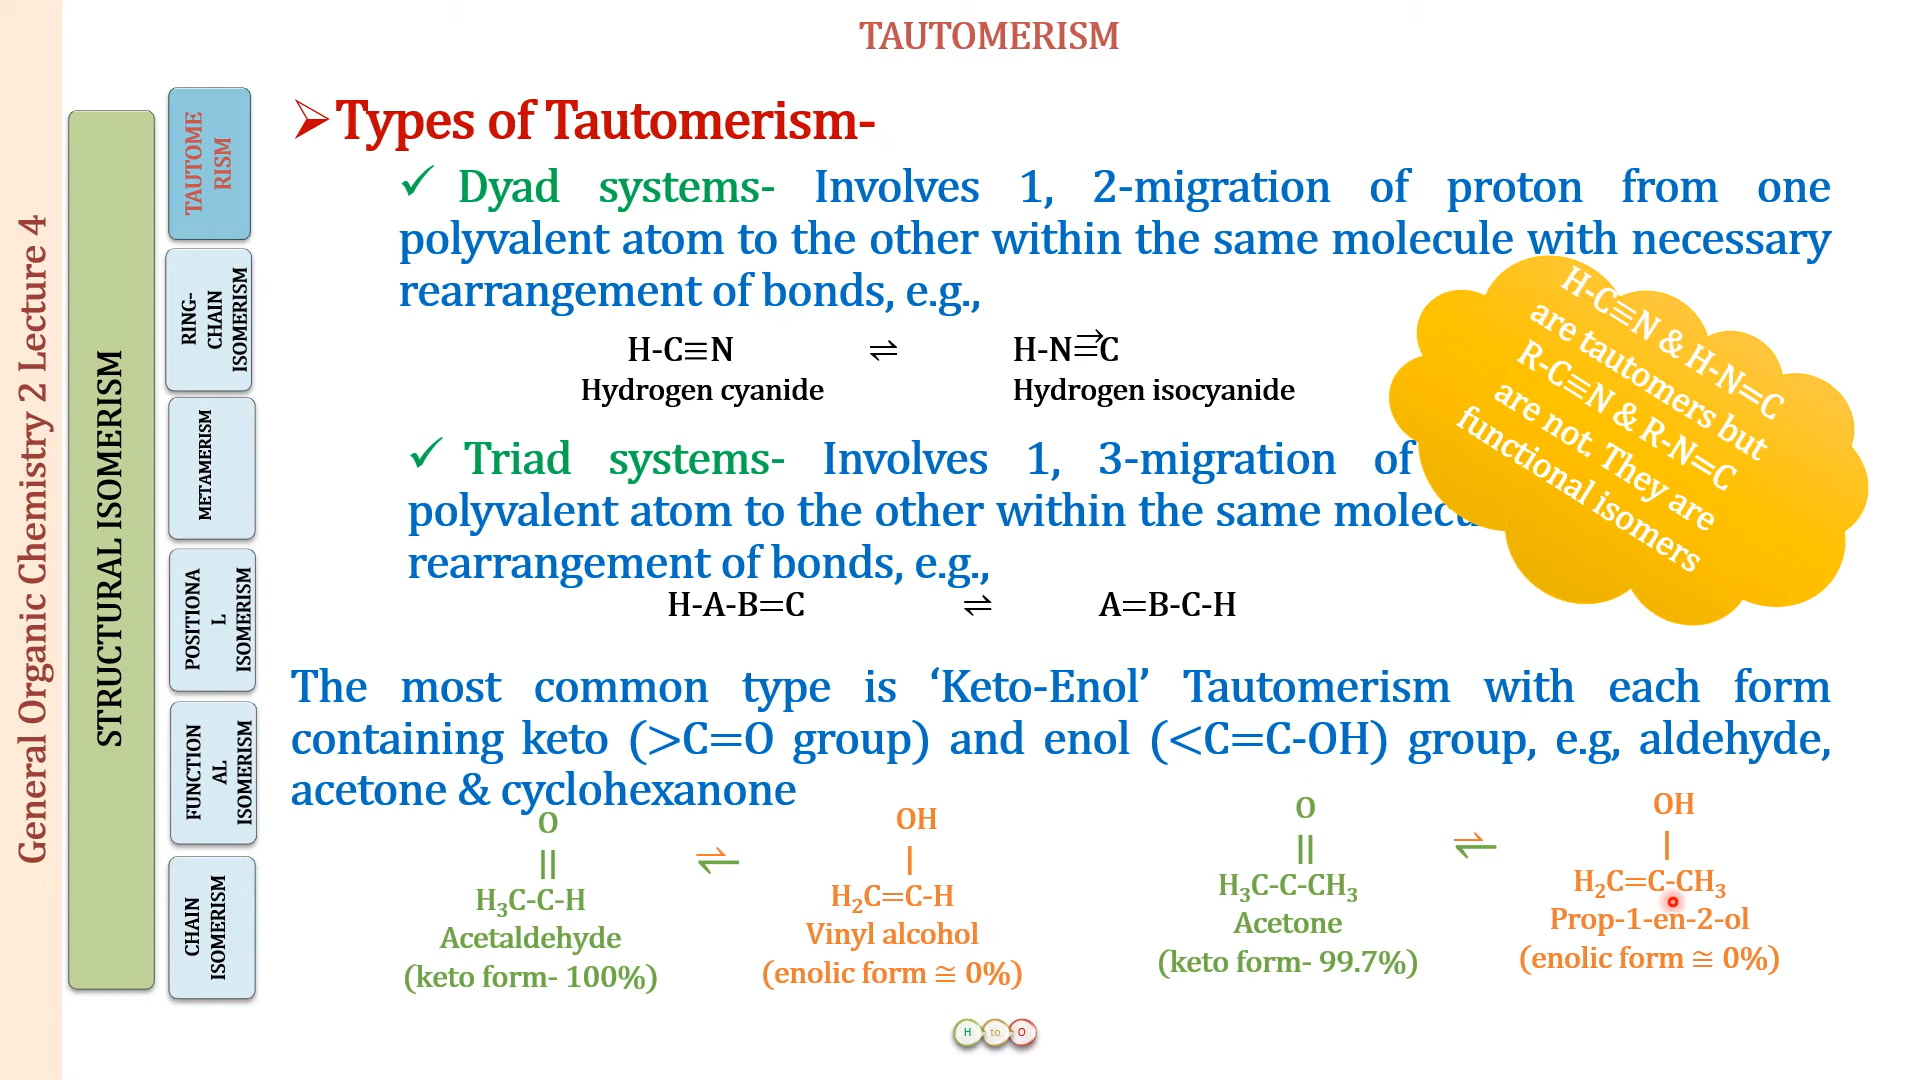 TAUTOMERISM
General Organic Chemistry 2 Lecture 4
STRUCTURAL ISOMERISM
TAUTOME
RISM
RING-
CHAIN
ISOMERISM
METAMERISM
POSITIONA
L
ISOMERISM
FUNCTION
AL
ISOMERISM
CHAIN
ISOMERISM
➢Types of Tautomerism-
✓ Dyad systems- Involves 1, 2-migration of proton from one
polyvalent atom to the other within the same molecule with necessary
rearrangement of bonds, e.g.,
H-C≡N ⇌ H-N=⃗C
Hydrogen cyanide Hydrogen isocyanide
H-C≡N & H-N=C
are tautomers but
R-C≡N & R-N=C
are not. They are
functional isomers
✓ Triad systems- Involves 1, 3-migration of
polyvalent atom to the other within the same
rearrangement of bonds, e.g.,
H-A-B=C ⇌ A=B-C-H
The most common type is ‘Keto-Enol’ Tautomerism with each form
containing keto (>C=O group) and enol (<C=C-OH) group, e.g, aldehyde,
acetone & cyclohexanone
O
||
H₃C-C-H
Acetaldehyde
(keto form- 100%)
⇌
OH
|
H₂C=C-H
Vinyl alcohol
(enolic form ≅ 0%)
O
||
H₃C-C-CH₃
Acetone
(keto form- 99.7%)
⇌
OH
|
H₂C=C-CH₃
Prop-1-en-2-ol
(enolic form ≅ 0%)
H to O